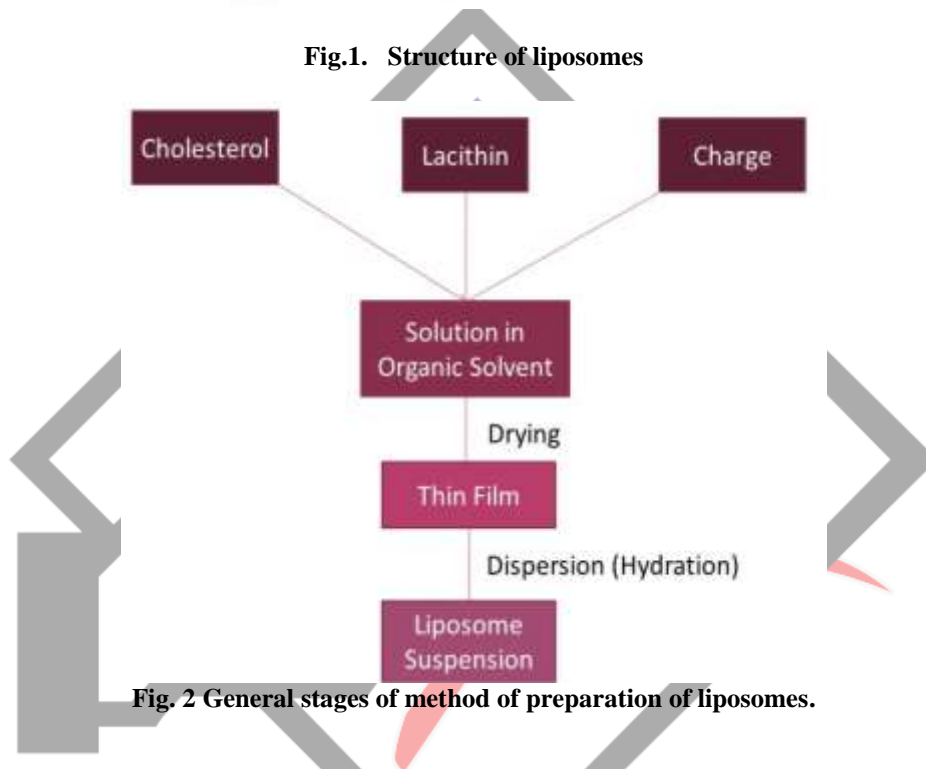 Fig.1. Structure of liposomes
Cholesterol
Lacithin
Charge
Solution in
Organic Solvent
Drying
Thin Film
Dispersion (Hydration)
Liposome
Suspension
Fig. 2 General stages of method of preparation of liposomes.